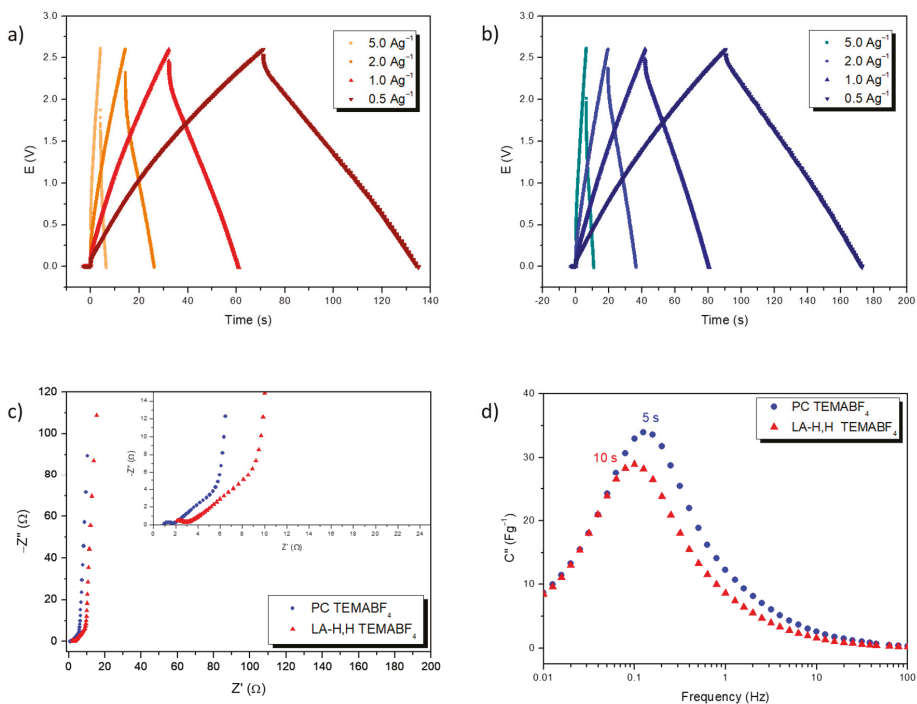 a)
E (V)
3.0
2.5
2.0
1.5
1.0
0.5
0.0
5.0 Ag⁻¹
2.0 Ag⁻¹
1.0 Ag⁻¹
0.5 Ag⁻¹
0 20 40 60 80 100 120 140
Time (s)
b)
E (V)
3.0
2.5
2.0
1.5
1.0
0.5
0.0
5.0 Ag⁻¹
2.0 Ag⁻¹
1.0 Ag⁻¹
0.5 Ag⁻¹
-20 0 20 40 60 80 100 120 140 160 180 200
Time (s)
c)
-Z'' (Ω)
120
100
80
60
40
20
0
-Z'' (Ω)
14
12
10
8
6
4
2
0
0 2 4 6 8 10 12 14 16 18 20 22 24
Z' (Ω)
PC TEMABF₄
LA-H,H TEMABF₄
0 20 40 60 80 100 120 140 160 180 200
Z' (Ω)
d)
C'' (Fg⁻¹)
40
30
20
10
0
5 s
10 s
PC TEMABF₄
LA-H,H TEMABF₄
0.01 0.1 1 10 100
Frequency (Hz)